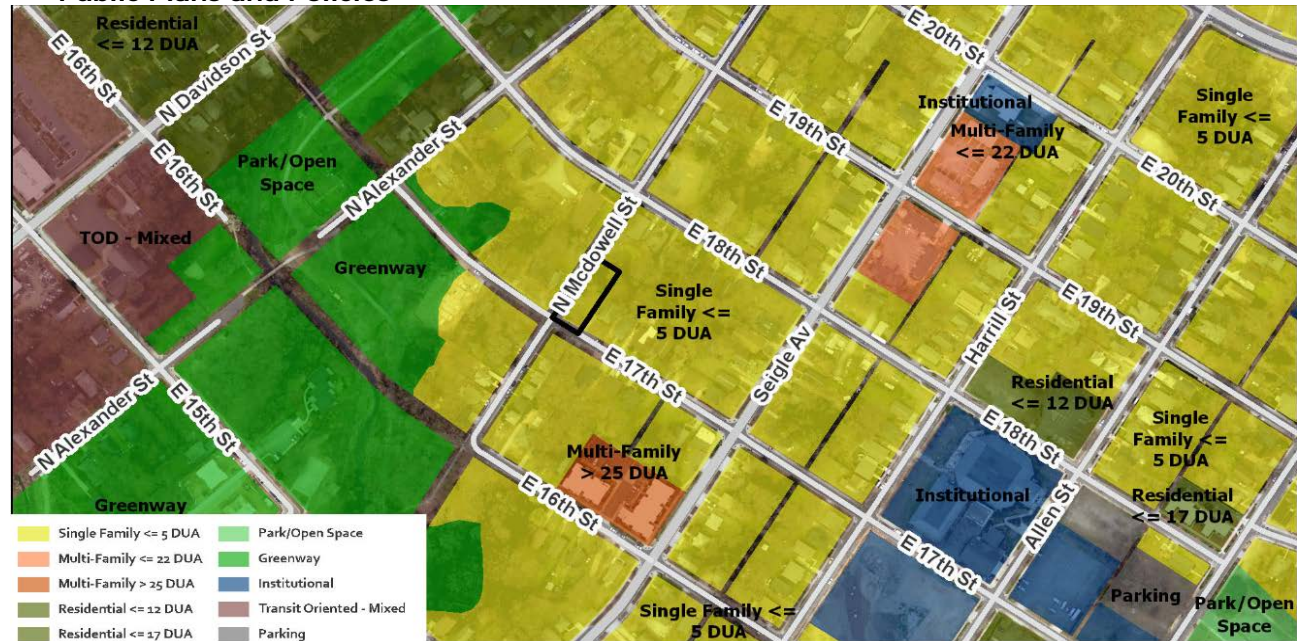 Public Plans and Policies
Residential
<= 12 DUA
E 16th St
N Davidson St
E 20th St
Institutional
Multi-Family
<= 22 DUA
Single
Family <=
5 DUA
E 19th St
E 16th St
Park/Open
Space
N Alexander St
E 20th St
TOD - Mixed
Greenway
N Mcdowell St
E 18th St
Single
Family <=
5 DUA
Seigle Av
Harrill St
E 19th St
E 17th St
Residential
<= 12 DUA
N Alexander St
E 15th St
Single
Family <=
5 DUA
E 18th St
Multi-Family
> 25 DUA
Greenway
E 16th St
Institutional
Allen St
Residential
<= 17 DUA
E 17th St
Parking
Park/Open
Space
Single Family <=
5 DUA
Single Family <= 5 DUA
Multi-Family <= 22 DUA
Multi-Family > 25 DUA
Residential <= 12 DUA
Residential <= 17 DUA
Park/Open Space
Greenway
Institutional
Transit Oriented - Mixed
Parking